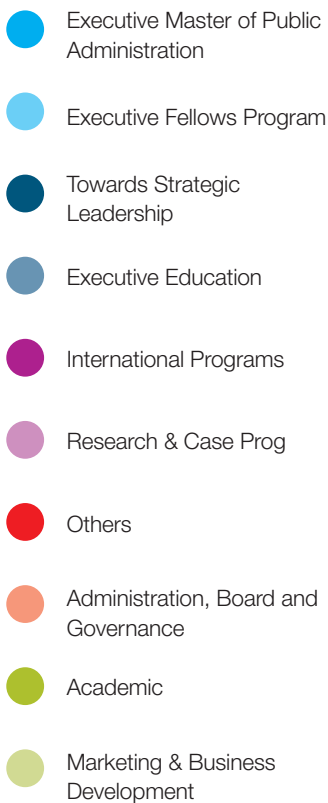 Executive Master of Public
Administration
Executive Fellows Program
Towards Strategic
Leadership
Executive Education
International Programs
Research & Case Prog
Others
Administration, Board and
Governance
Academic
Marketing & Business
Development